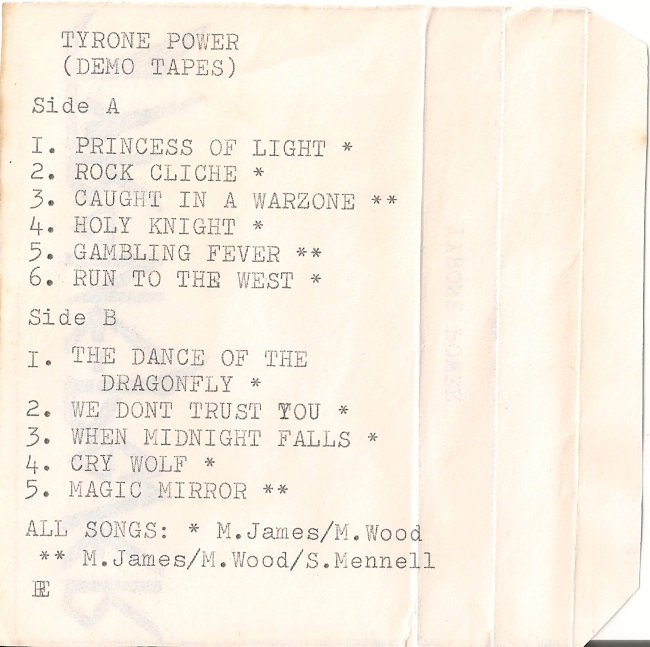 TYRONE POWER
(DEMO TAPES)
Side A
I. PRINCESS OF LIGHT *
2. ROCK CLICHE *
3. CAUGHT IN A WARZONE **
4. HOLY KNIGHT *
5. GAMBLING FEVER **
6. RUN TO THE WEST *
Side B
I. THE DANCE OF THE
DRAGONFLY *
2. WE DONT TRUST YOU *
3. WHEN MIDNIGHT FALLS *
4. CRY WOLF *
5. MAGIC MIRROR **
ALL SONGS: * M.James/M.Wood
** M.James/M.Wood/S.Mennell
TYRONE POWER